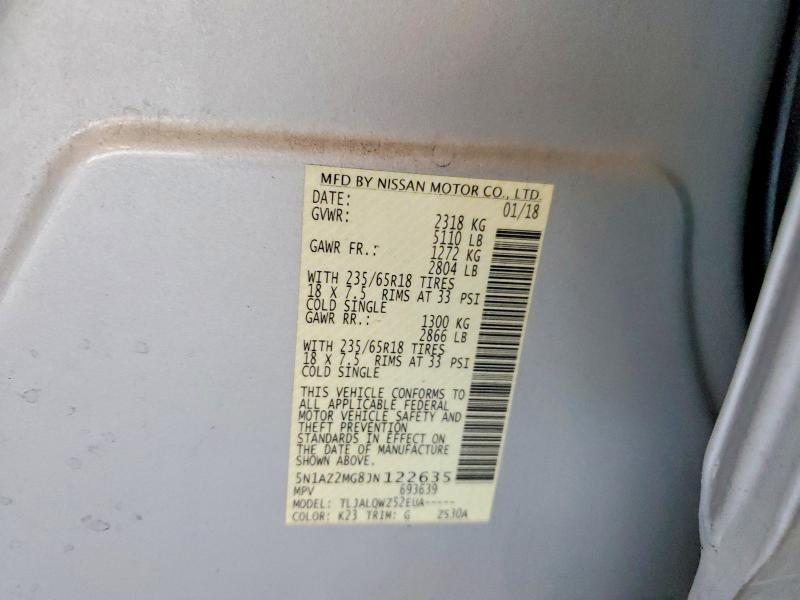 MFD BY NISSAN MOTOR CO., LTD.
DATE: 01/18
GVWR: 2318 KG
5110 LB
GAWR FR.: 1272 KG
2804 LB
WITH 235/65R18 TIRES
18 X 7.5 RIMS AT 33 PSI
COLD SINGLE
GAWR RR.: 1300 KG
2866 LB
WITH 235/65R18 TIRES
18 X 7.5 RIMS AT 33 PSI
COLD SINGLE
THIS VEHICLE CONFORMS TO
ALL APPLICABLE FEDERAL
MOTOR VEHICLE SAFETY AND
THEFT PREVENTION
STANDARDS IN EFFECT ON
THE DATE OF MANUFACTURE
SHOWN ABOVE.
5N1AZ2MG8JN122635
MPV 693639
MODEL: TLJALQWZ52EUA-----
COLOR: K23 TRIM: G 2530A